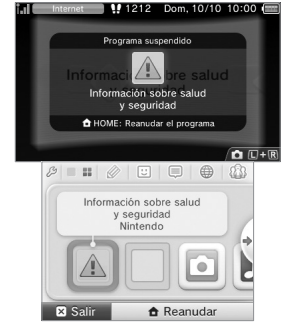 Internet 1212 Dom, 10/10 10:00
Programa suspendido
Información sobre salud
y seguridad
HOME: Reanudar el programa
L+R
Información sobre salud
y seguridad
Nintendo
Salir Reanudar